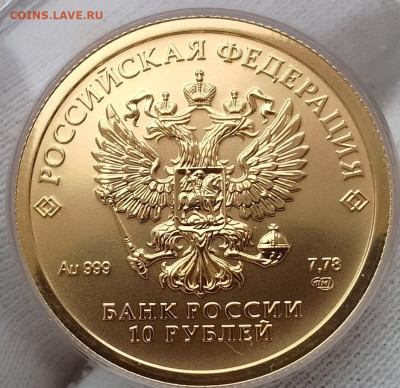 COINS.LAVE.RU
РОССИЙСКАЯ ФЕДЕРАЦИЯ
Au 999
7,78
БАНК РОССИИ
10 РУБЛЕЙ